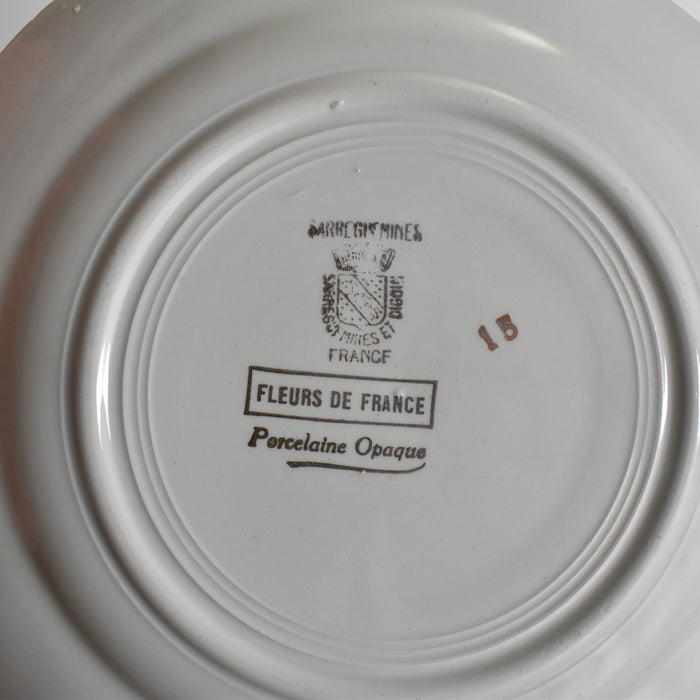 SARREGUEMINES
SARREGUEMINES ET DIGOIN
FRANCE
15
FLEURS DE FRANCE
Porcelaine Opaque